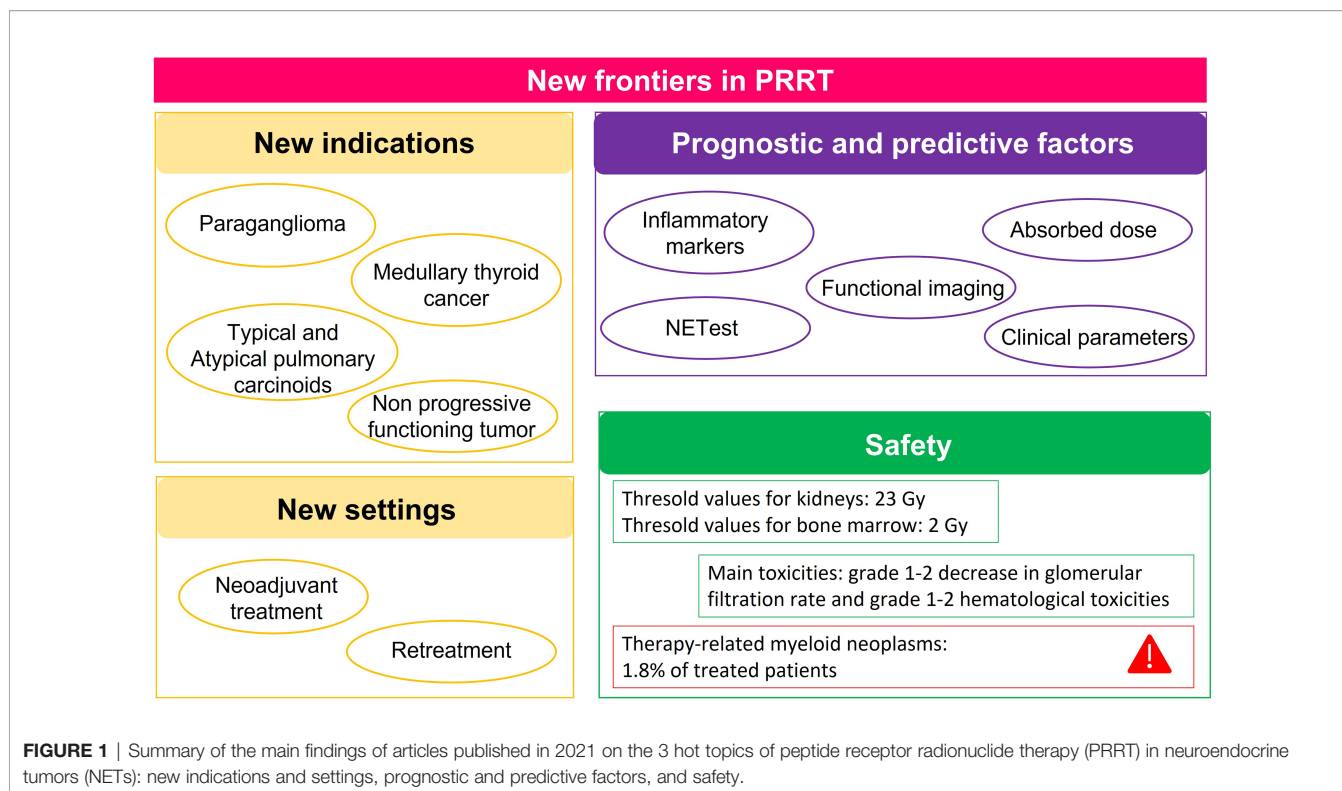 New frontiers in PRRT
New indications
Paraganglioma
Medullary thyroid
cancer
Typical and
Atypical pulmonary
carcinoids
Non progressive
functioning tumor
New settings
Neoadjuvant
treatment
Retreatment
Prognostic and predictive factors
Inflammatory
markers
Absorbed dose
Functional imaging
NETest
Clinical parameters
Safety
Thresold values for kidneys: 23 Gy
Thresold values for bone marrow: 2 Gy
Main toxicities: grade 1-2 decrease in glomerular
filtration rate and grade 1-2 hematological toxicities
Therapy-related myeloid neoplasms:
1.8% of treated patients
!
FIGURE 1 | Summary of the main findings of articles published in 2021 on the 3 hot topics of peptide receptor radionuclide therapy (PRRT) in neuroendocrine
tumors (NETs): new indications and settings, prognostic and predictive factors, and safety.